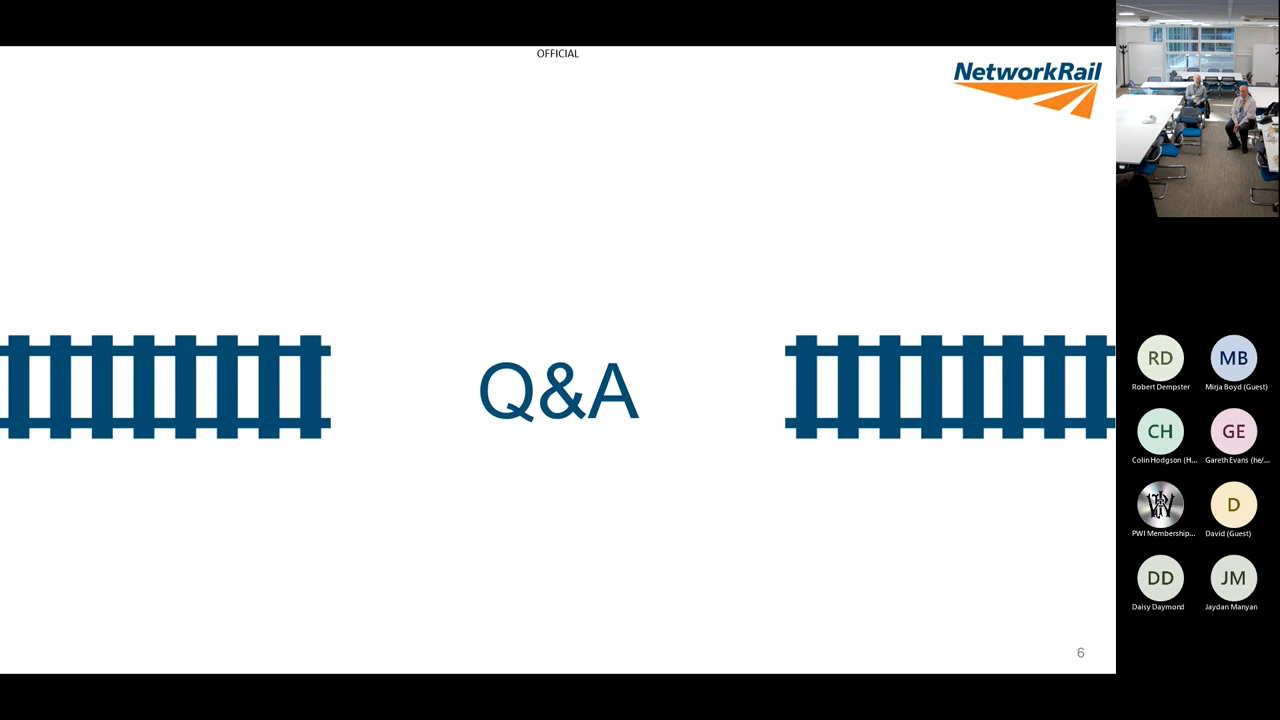 OFFICIAL
NetworkRail
Q&A
6
RD
Robert Dempster
MB
Mirja Boyd (Guest)
CH
Colin Hodgson (H...
GE
Gareth Evans (he/...
PWI Membership...
D
David (Guest)
DD
Daisy Daymond
JM
Jaydan Manyan